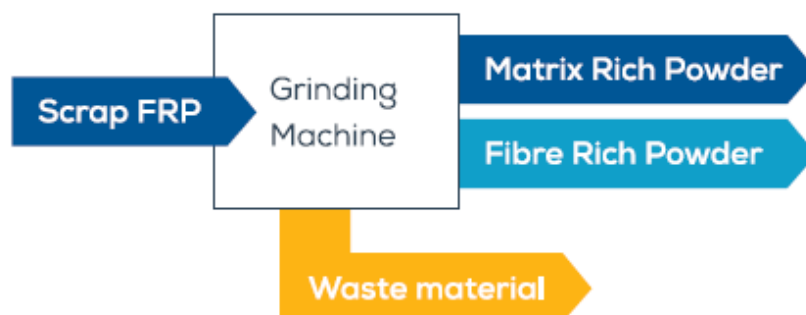 Scrap FRP
Grinding
Machine
Matrix Rich Powder
Fibre Rich Powder
Waste material